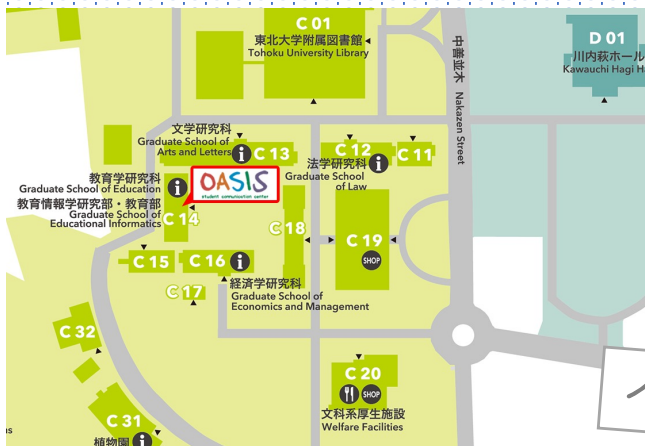 C 01
東北大学附属図書館
Tohoku University Library
中善並木 Nakazen Street
D 01
川内萩ホール
Kawauchi Hagi H
文学研究科
Graduate School of
Arts and Letters
i
C 13
C 12
法学研究科
i
Graduate School
of Law
C 11
教育学研究科
Graduate School of Education
教育情報学研究部・教育部
Graduate School of
Educational Informatics
i
C 14
OASIS
student communication center
C 18
C 19
SHOP
C 15
C 16
i
経済学研究科
Graduate School of
Economics and Management
C 17
C 32
C 20
SHOP
文科系厚生施設
Welfare Facilities
C 31
植物園
i